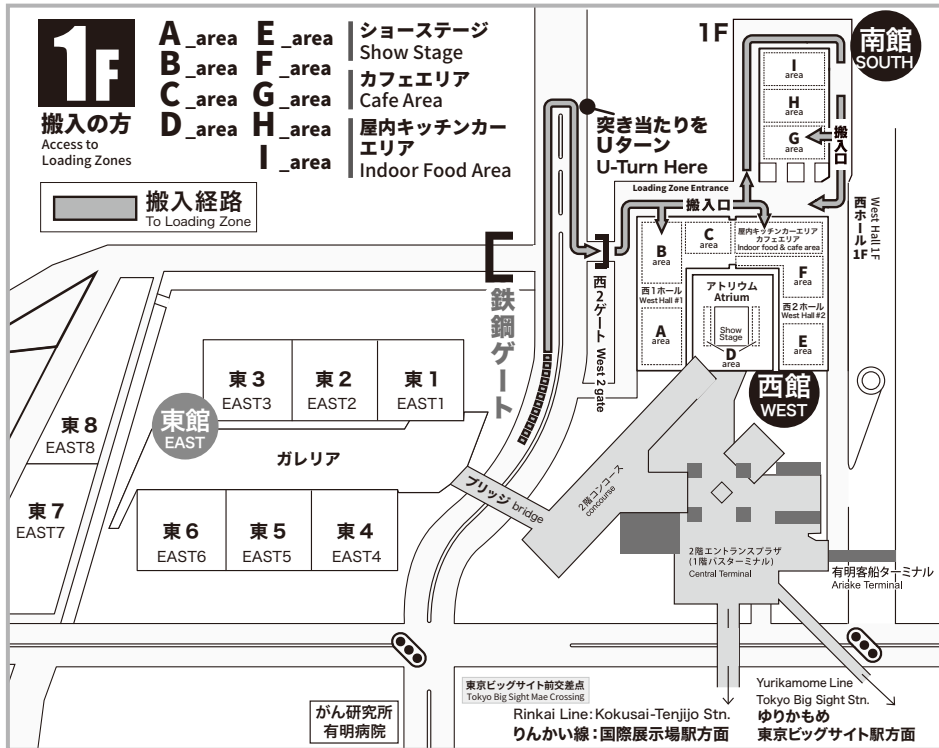 1F
搬入の方
Access to
Loading Zones
A_area
B_area
C_area
D_area
E_area
F_area
G_area
H_area
I_area
ショーステージ
Show Stage
カフェエリア
Cafe Area
屋内キッチンカー
エリア
Indoor Food Area
搬入経路
To Loading Zone
突き当たりを
Uターン
U-Turn Here
1F
南館
SOUTH
I
area
H
area
G
area
搬入口
Loading Zone Entrance
搬入口
西ホール1F
West Hall 1F
B
area
C
area
屋内キッチンカーエリア
カフェエリア
Indoor food & cafe area
F
area
西1ホール
West Hall #1
アトリウム
Atrium
西2ホール
West Hall #2
Show
Stage
A
area
D
area
E
area
西館
WEST
鉄鋼ゲート
西2ゲート West 2 gate
東3
EAST3
東2
EAST2
東1
EAST1
東館
EAST
東8
EAST8
ガレリア
東7
EAST7
東6
EAST6
東5
EAST5
東4
EAST4
ブリッジ bridge
2階コンコース
concourse
2階エントランスプラザ
(1階バスターミナル)
Central Terminal
有明客船ターミナル
Ariake Terminal
がん研究所
有明病院
東京ビッグサイト前交差点
Tokyo Big Sight Mae Crossing
Rinkai Line:Kokusai-Tenjijo Stn.
りんかい線:国際展示場駅方面
Yurikamome Line
Tokyo Big Sight Stn.
ゆりかもめ
東京ビッグサイト駅方面